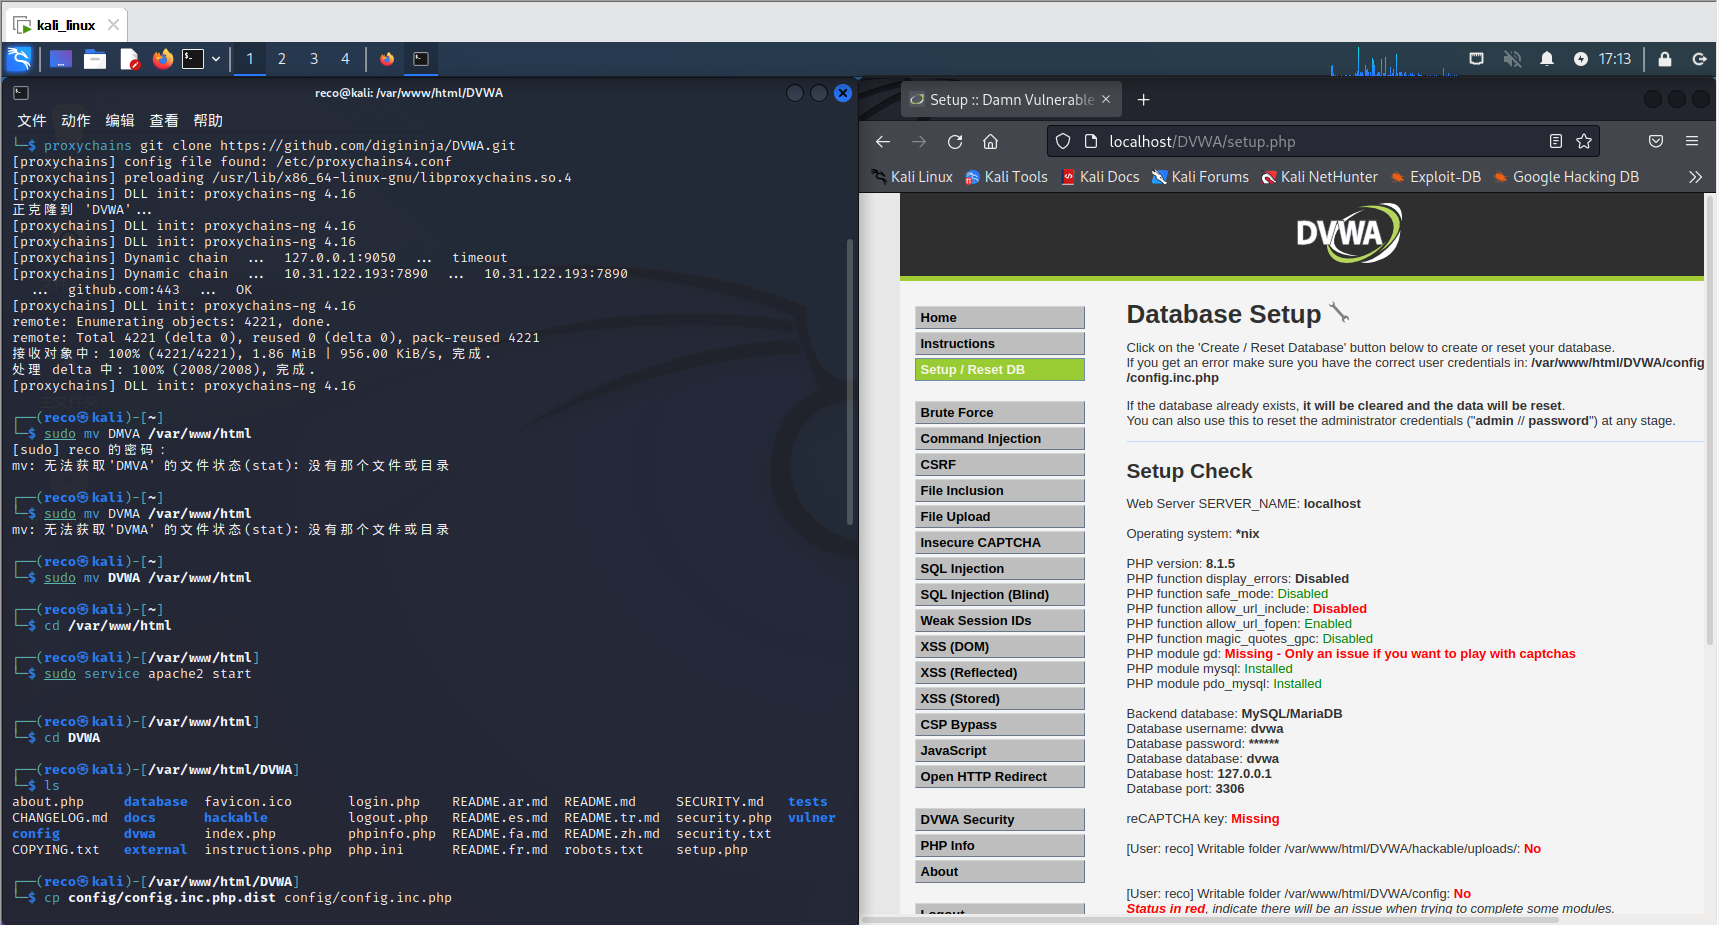 kali_linux
1 2 3 4
17:13
reco@kali: /var/www/html/DVWA
文件 动作 编辑 查看 帮助
└─$ proxychains git clone https://github.com/digininja/DVWA.git
[proxychains] config file found: /etc/proxychains4.conf
[proxychains] preloading /usr/lib/x86_64-linux-gnu/libproxychains.so.4
[proxychains] DLL init: proxychains-ng 4.16
正克隆到 'DVWA'...
[proxychains] DLL init: proxychains-ng 4.16
[proxychains] DLL init: proxychains-ng 4.16
[proxychains] Dynamic chain ... 127.0.0.1:9050 ... timeout
[proxychains] Dynamic chain ... 10.31.122.193:7890 ... 10.31.122.193:7890
... github.com:443 ... OK
[proxychains] DLL init: proxychains-ng 4.16
remote: Enumerating objects: 4221, done.
remote: Total 4221 (delta 0), reused 0 (delta 0), pack-reused 4221
接收对象中: 100% (4221/4221), 1.86 MiB | 956.00 KiB/s, 完成.
处理 delta 中: 100% (2008/2008), 完成.
[proxychains] DLL init: proxychains-ng 4.16
┌──(reco㉿kali)-[~]
└─$ sudo mv DMVA /var/www/html
[sudo] reco 的密码：
mv: 无法获取'DMVA' 的文件状态(stat): 没有那个文件或目录
┌──(reco㉿kali)-[~]
└─$ sudo mv DVMA /var/www/html
mv: 无法获取'DVMA' 的文件状态(stat): 没有那个文件或目录
┌──(reco㉿kali)-[~]
└─$ sudo mv DVWA /var/www/html
┌──(reco㉿kali)-[~]
└─$ cd /var/www/html
┌──(reco㉿kali)-[/var/www/html]
└─$ sudo service apache2 start
┌──(reco㉿kali)-[/var/www/html]
└─$ cd DVWA
┌──(reco㉿kali)-[/var/www/html/DVWA]
└─$ ls
about.php database favicon.ico login.php README.ar.md README.md SECURITY.md tests
CHANGELOG.md docs hackable logout.php README.es.md README.tr.md security.php vulner
config dvwa index.php phpinfo.php README.fa.md README.zh.md security.txt
COPYING.txt external instructions.php php.ini README.fr.md robots.txt setup.php
┌──(reco㉿kali)-[/var/www/html/DVWA]
└─$ cp config/config.inc.php.dist config/config.inc.php
Setup :: Damn Vulnerable
localhost/DVWA/setup.php
Kali Linux Kali Tools Kali Docs Kali Forums Kali NetHunter Exploit-DB Google Hacking DB
DVWA
Home
Instructions
Setup / Reset DB
Brute Force
Command Injection
CSRF
File Inclusion
File Upload
Insecure CAPTCHA
SQL Injection
SQL Injection (Blind)
Weak Session IDs
XSS (DOM)
XSS (Reflected)
XSS (Stored)
CSP Bypass
JavaScript
Open HTTP Redirect
DVWA Security
PHP Info
About
Logout
Database Setup
Click on the 'Create / Reset Database' button below to create or reset your database.
If you get an error make sure you have the correct user credentials in: /var/www/html/DVWA/config
/config.inc.php
If the database already exists, it will be cleared and the data will be reset.
You can also use this to reset the administrator credentials ("admin // password") at any stage.
Setup Check
Web Server SERVER_NAME: localhost
Operating system: *nix
PHP version: 8.1.5
PHP function display_errors: Disabled
PHP function safe_mode: Disabled
PHP function allow_url_include: Disabled
PHP function allow_url_fopen: Enabled
PHP function magic_quotes_gpc: Disabled
PHP module gd: Missing - Only an issue if you want to play with captchas
PHP module mysql: Installed
PHP module pdo_mysql: Installed
Backend database: MySQL/MariaDB
Database username: dvwa
Database password: ******
Database database: dvwa
Database host: 127.0.0.1
Database port: 3306
reCAPTCHA key: Missing
[User: reco] Writable folder /var/www/html/DVWA/hackable/uploads/: No
[User: reco] Writable folder /var/www/html/DVWA/config: No
Status in red, indicate there will be an issue when trying to complete some modules.